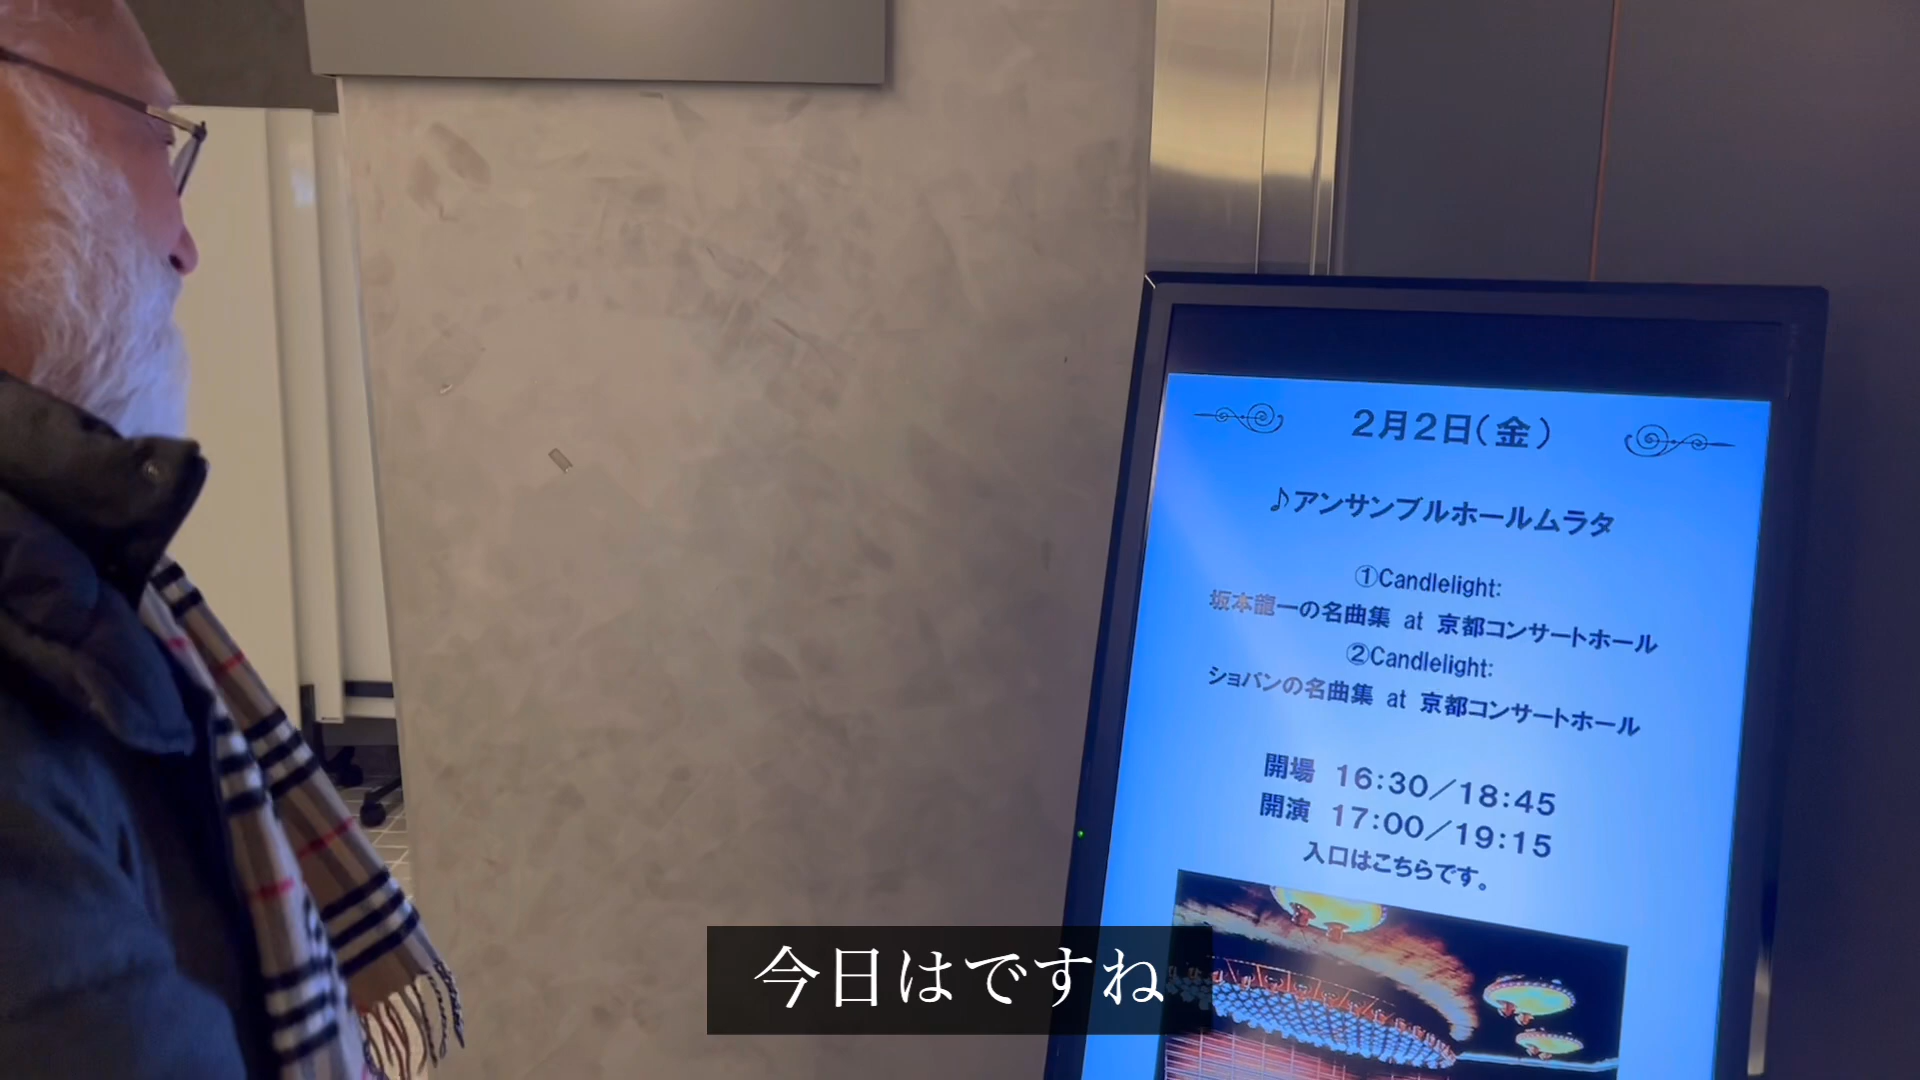 2月2日(金)
♪アンサンブルホールムラタ
①Candlelight:
坂本龍一の名曲集 at 京都コンサートホール
②Candlelight:
ショパンの名曲集 at 京都コンサートホール
開場 16:30/18:45
開演 17:00/19:15
入口はこちらです。
今日はですね